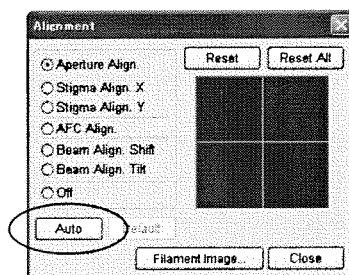 Alignment
Reset Reset All
Aperture Align.
Stigma Align. X
Stigma Align. Y
AFC Align.
Beam Align. Shift
Beam Align. Tilt
Off
Auto Default
Filament Image... Close